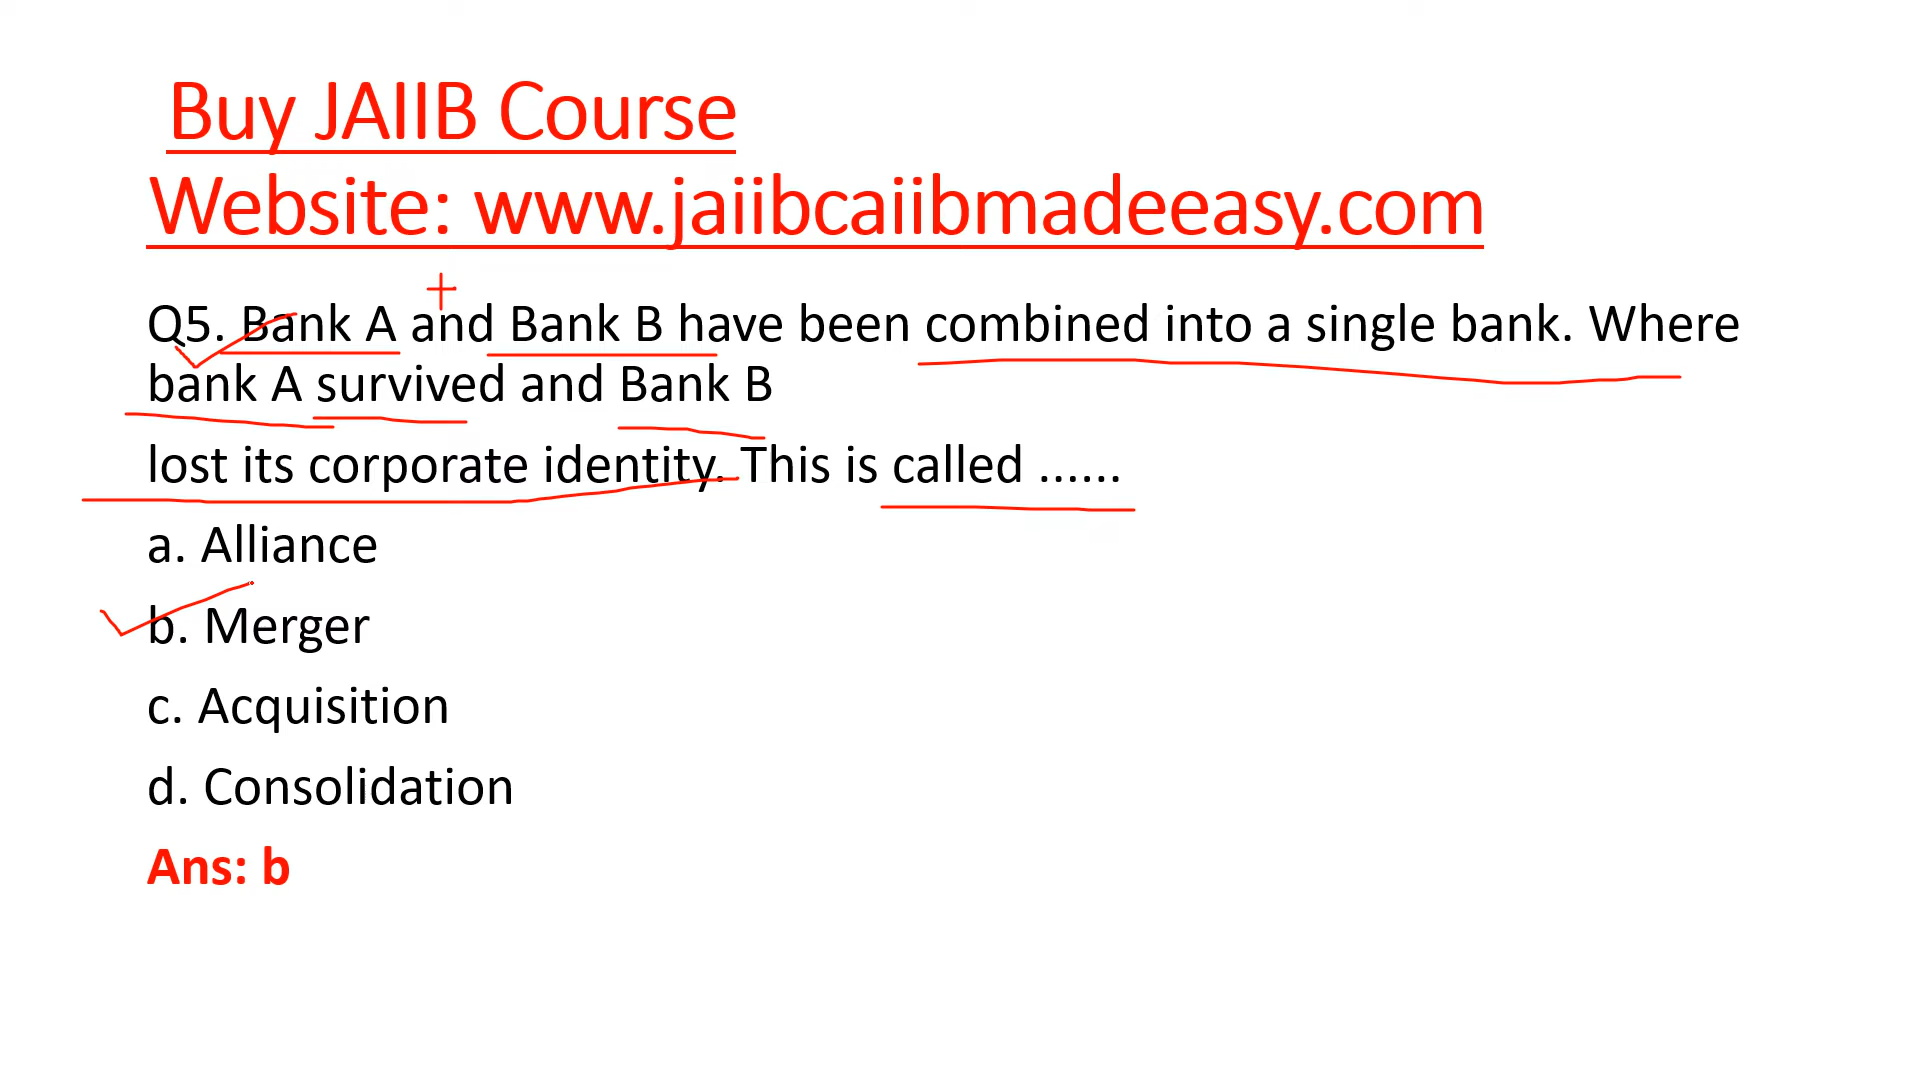 Buy JAIIB Course
Website: www.jaiibcaiibmadeeasy.com
Q5. Bank A and Bank B have been combined into a single bank. Where
bank A survived and Bank B
lost its corporate identity. This is called ......
a. Alliance
b. Merger
c. Acquisition
d. Consolidation
Ans: b